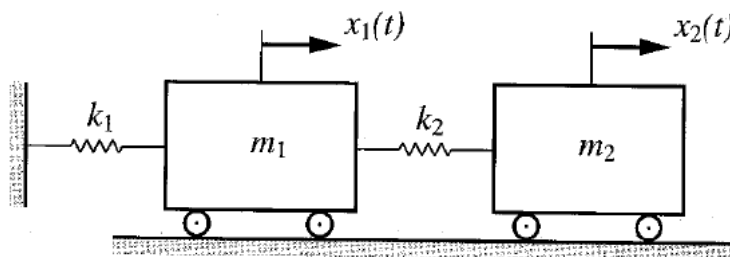 x₁(t)
x₂(t)
k₁
m₁
k₂
m₂